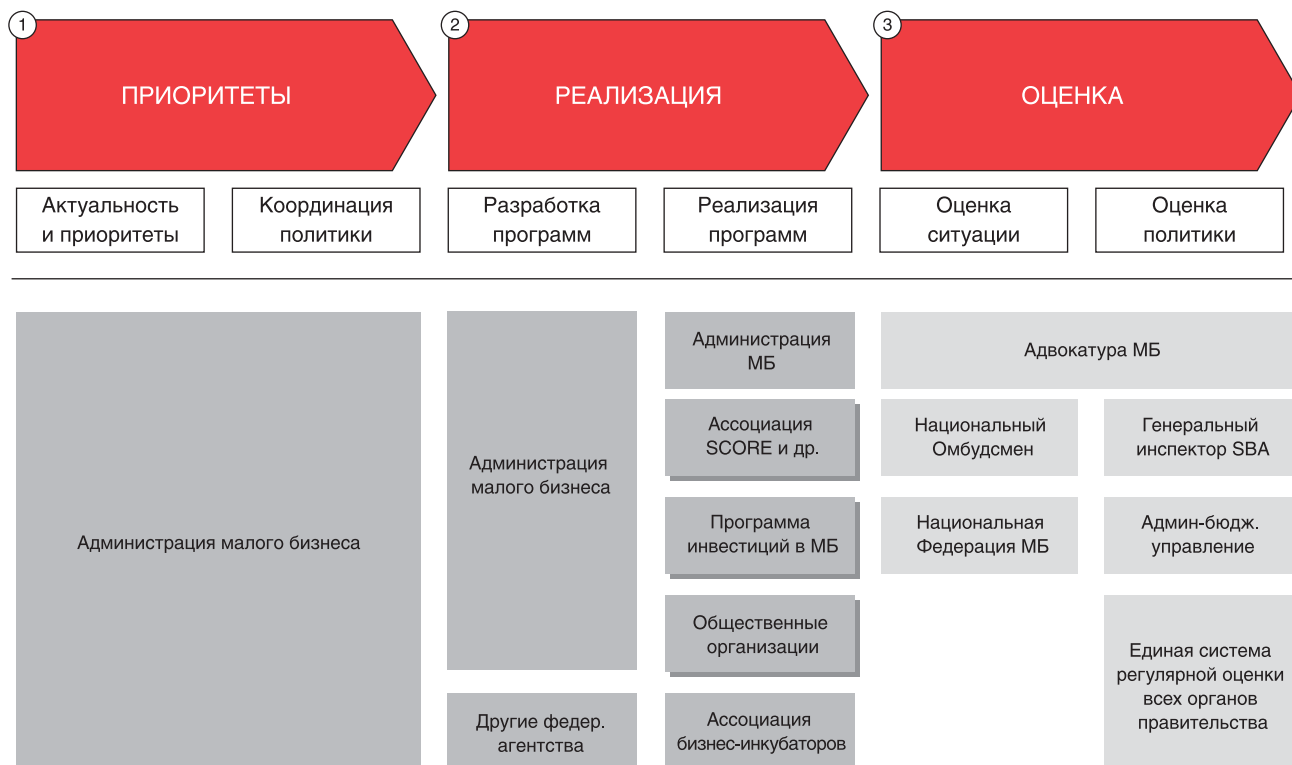 1
ПРИОРИТЕТЫ
2
РЕАЛИЗАЦИЯ
3
ОЦЕНКА
Актуальность
и приоритеты
Координация
политики
Разработка
программ
Реализация
программ
Оценка
ситуации
Оценка
политики
Администрация малого бизнеса
Администрация
малого бизнеса
Другие федер.
агентства
Администрация
МБ
Ассоциация
SCORE и др.
Программа
инвестиций в МБ
Общественные
организации
Ассоциация
бизнес-инкубаторов
Адвокатура МБ
Национальный
Омбудсмен
Национальная
Федерация МБ
Генеральный
инспектор SBA
Админ-бюдж.
управление
Единая система
регулярной оценки
всех органов
правительства